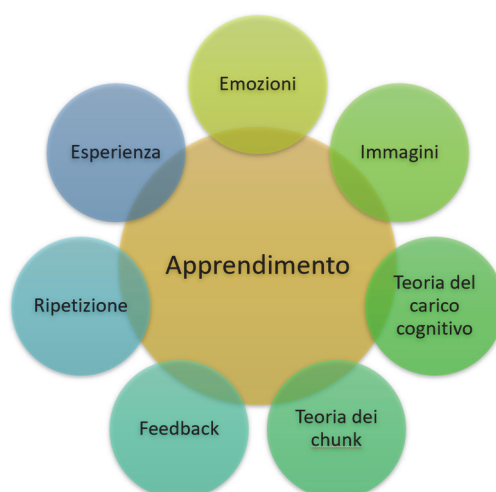 Emozioni
Immagini
Teoria del
carico
cognitivo
Teoria dei
chunk
Feedback
Ripetizione
Esperienza
Apprendimento